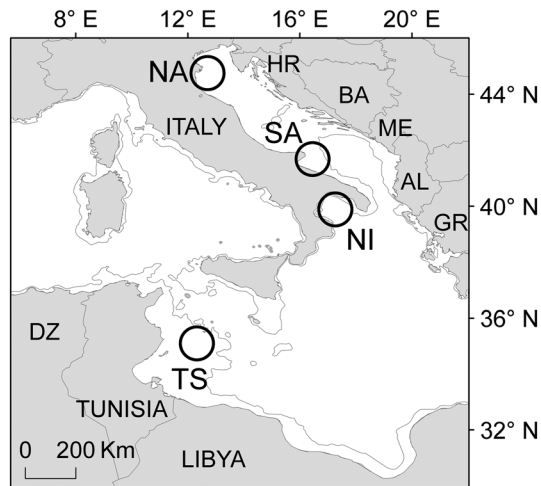 8° E 12° E 16° E 20° E
NA
HR
44° N
BA
ITALY
SA
ME
AL
40° N
GR
NI
36° N
DZ
TS
TUNISIA
32° N
0 200 Km
LIBYA